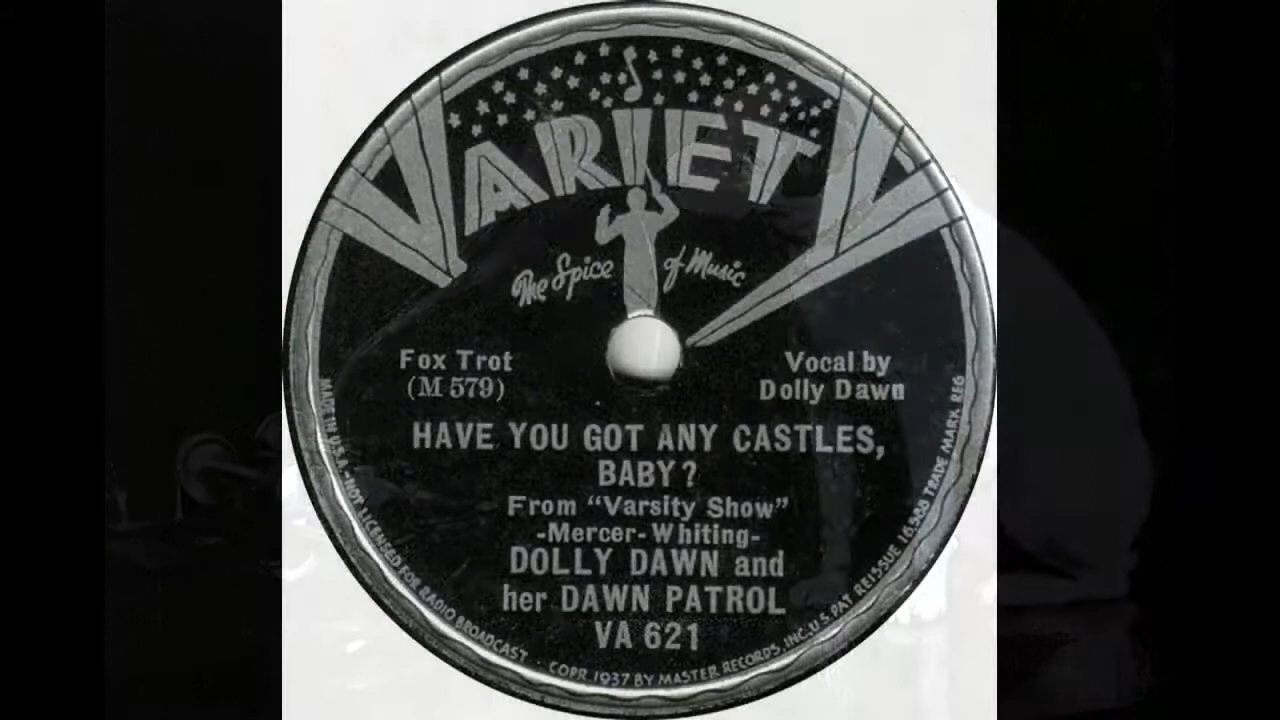 VARIETY
The Spice of Music
Fox Trot
(M 579)
Vocal by
Dolly Dawn
HAVE YOU GOT ANY CASTLES,
BABY?
From “Varsity Show”
-Mercer-Whiting-
DOLLY DAWN and
her DAWN PATROL
VA 621
MADE IN U.S.A.-NOT LICENSED FOR RADIO BROADCAST · COPR 1937 BY MASTER RECORDS, INC., U.S. PAT REISSUE 16,588 TRADE MARK REG